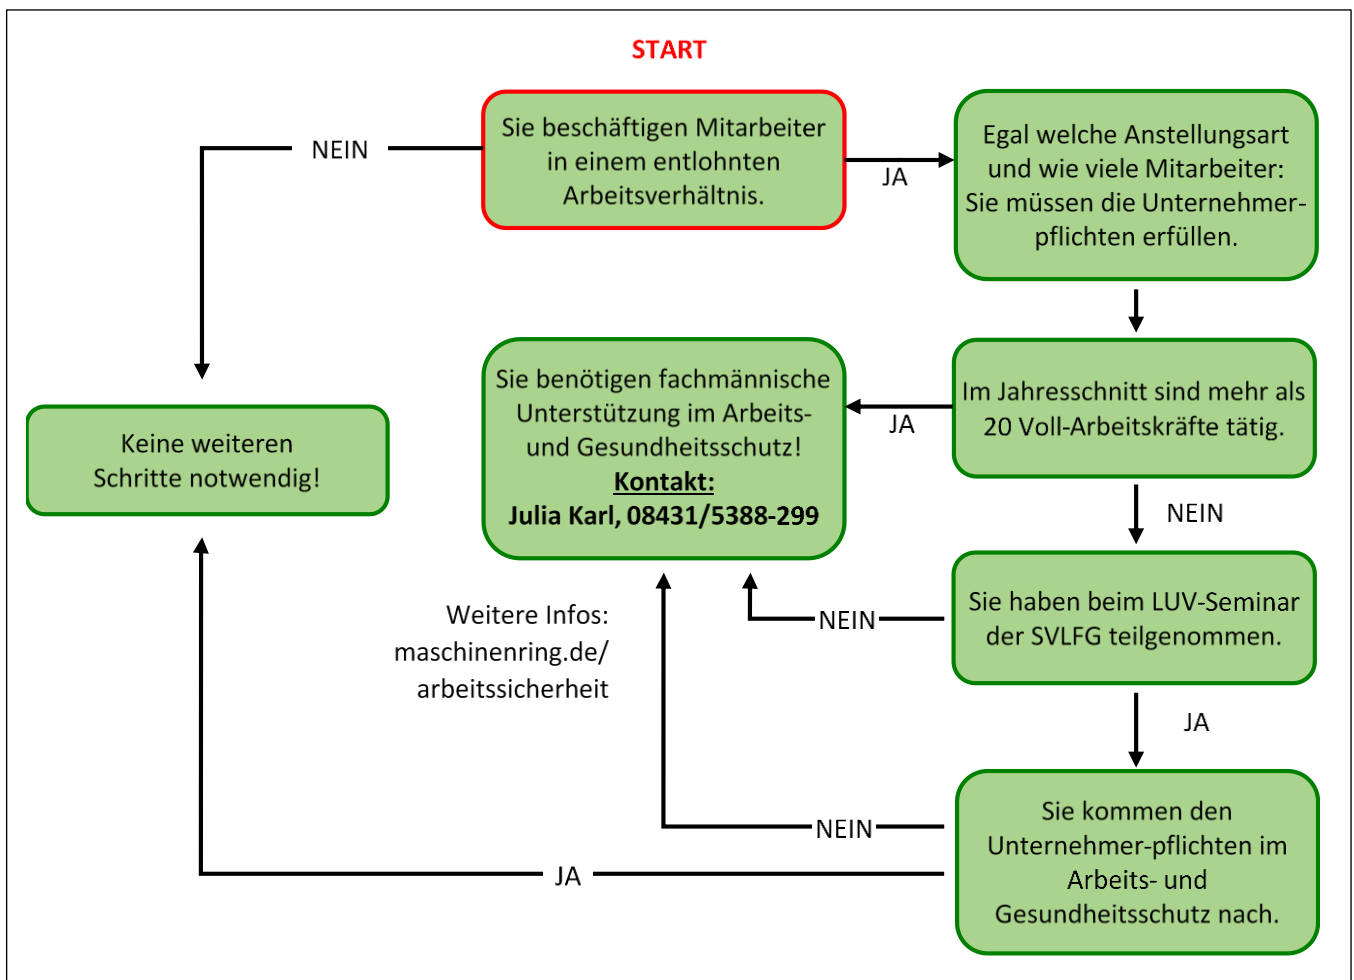 START
Sie beschäftigen Mitarbeiter
in einem entlohnten
Arbeitsverhältnis.
NEIN
JA
Egal welche Anstellungsart
und wie viele Mitarbeiter:
Sie müssen die Unternehmer-
pflichten erfüllen.
Im Jahresschnitt sind mehr als
20 Voll-Arbeitskräfte tätig.
JA
Sie benötigen fachmännische
Unterstützung im Arbeits-
und Gesundheitsschutz!
Kontakt:
Julia Karl, 08431/5388-299
Keine weiteren
Schritte notwendig!
NEIN
Sie haben beim LUV-Seminar
der SVLFG teilgenommen.
NEIN
Weitere Infos:
maschinenring.de/
arbeitssicherheit
JA
Sie kommen den
Unternehmer-pflichten im
Arbeits- und
Gesundheitsschutz nach.
NEIN
JA